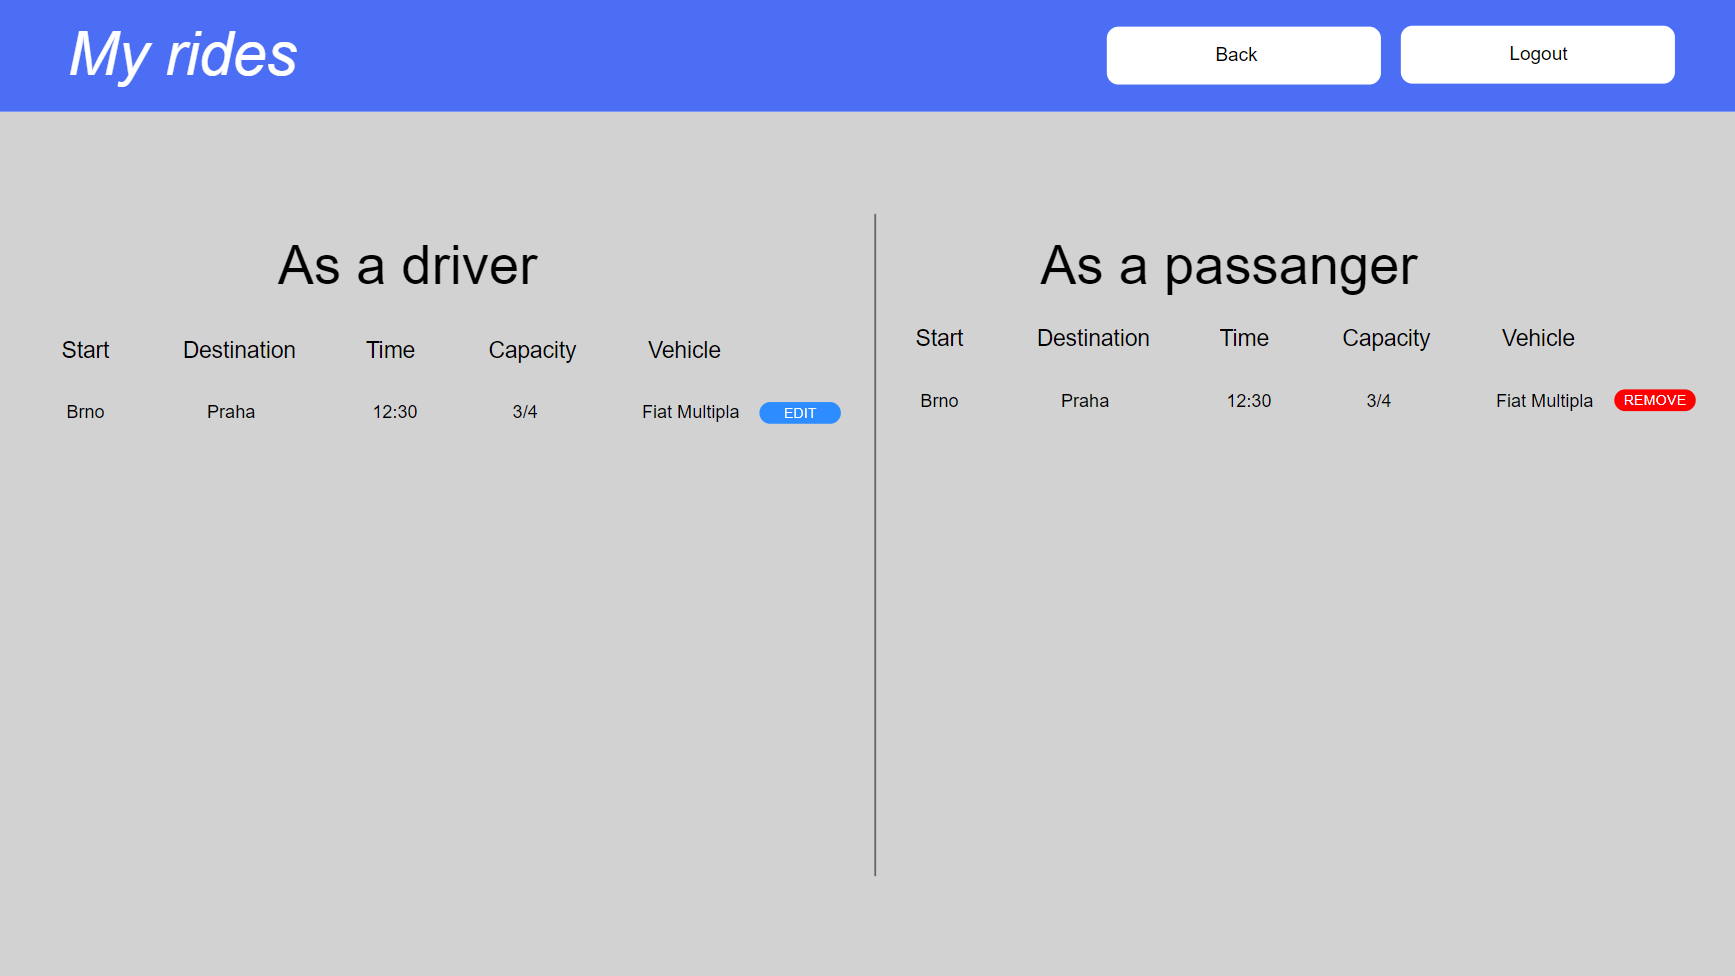 My rides
Back
Logout
As a driver
Start Destination Time Capacity Vehicle
Brno Praha 12:30 3/4 Fiat Multipla EDIT
As a passanger
Start Destination Time Capacity Vehicle
Brno Praha 12:30 3/4 Fiat Multipla REMOVE